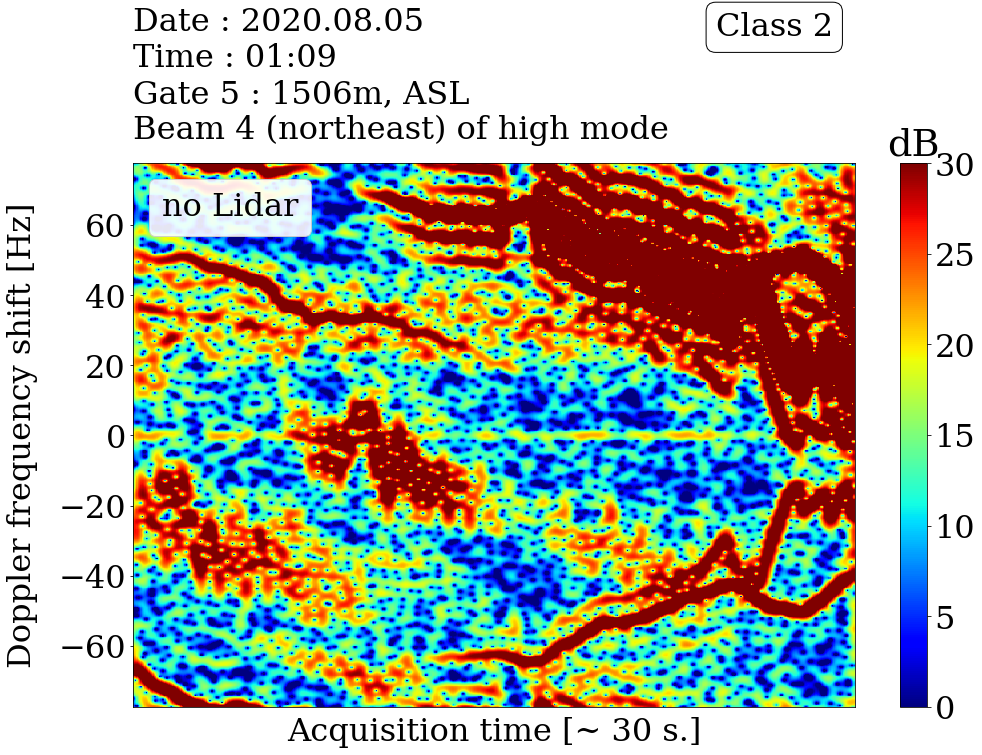 Date : 2020.08.05
Class 2
Time : 01:09
Gate 5 : 1506m, ASL
Beam 4 (northeast) of high mode
dB
no Lidar
Doppler frequency shift [Hz]
60
40
20
0
−20
−40
−60
30
25
20
15
10
5
0
Acquisition time [~ 30 s.]